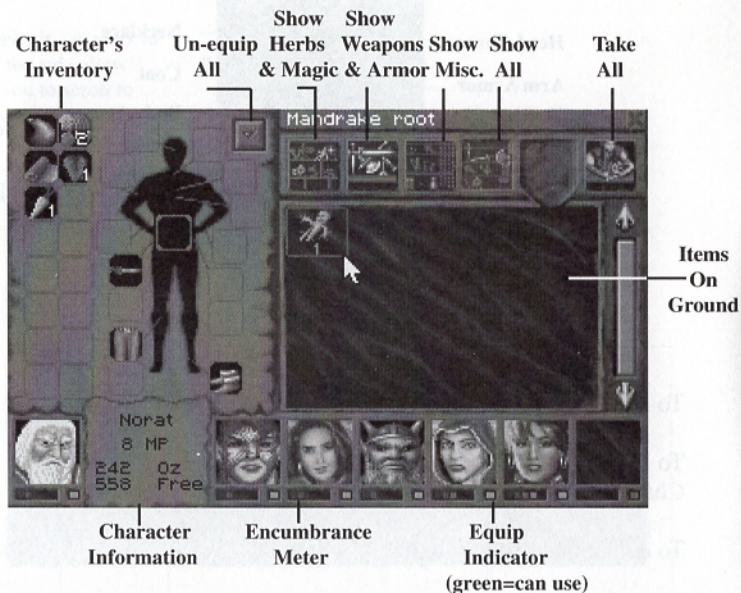 Character's
Inventory
Un-equip
All
Show
Herbs
& Magic
Show
Weapons
& Armor
Show
Misc.
Show
All
Take
All
Mandrake root
2
1
1
1
Items
On
Ground
Norat
8 MP
242 Oz
558 Free
Character
Information
Encumbrance
Meter
Equip
Indicator
(green=can use)